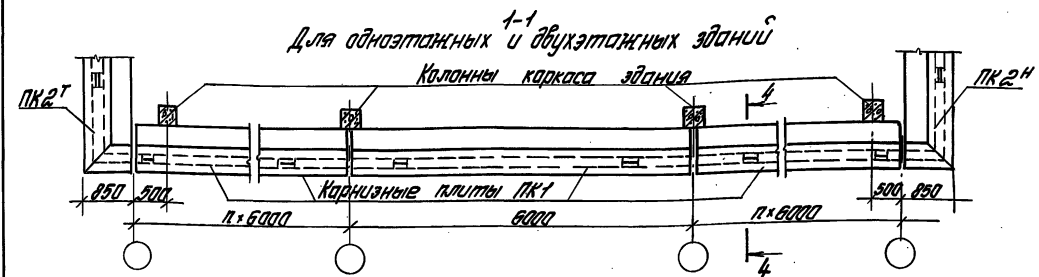 1-1
Для одноэтажных и двухэтажных зданий
Колонны каркаса здания
4
ПК2Т
ПК2Н
850
500
Карнизные плиты ПК1
500
850
п×6000
6000
п×6000
4